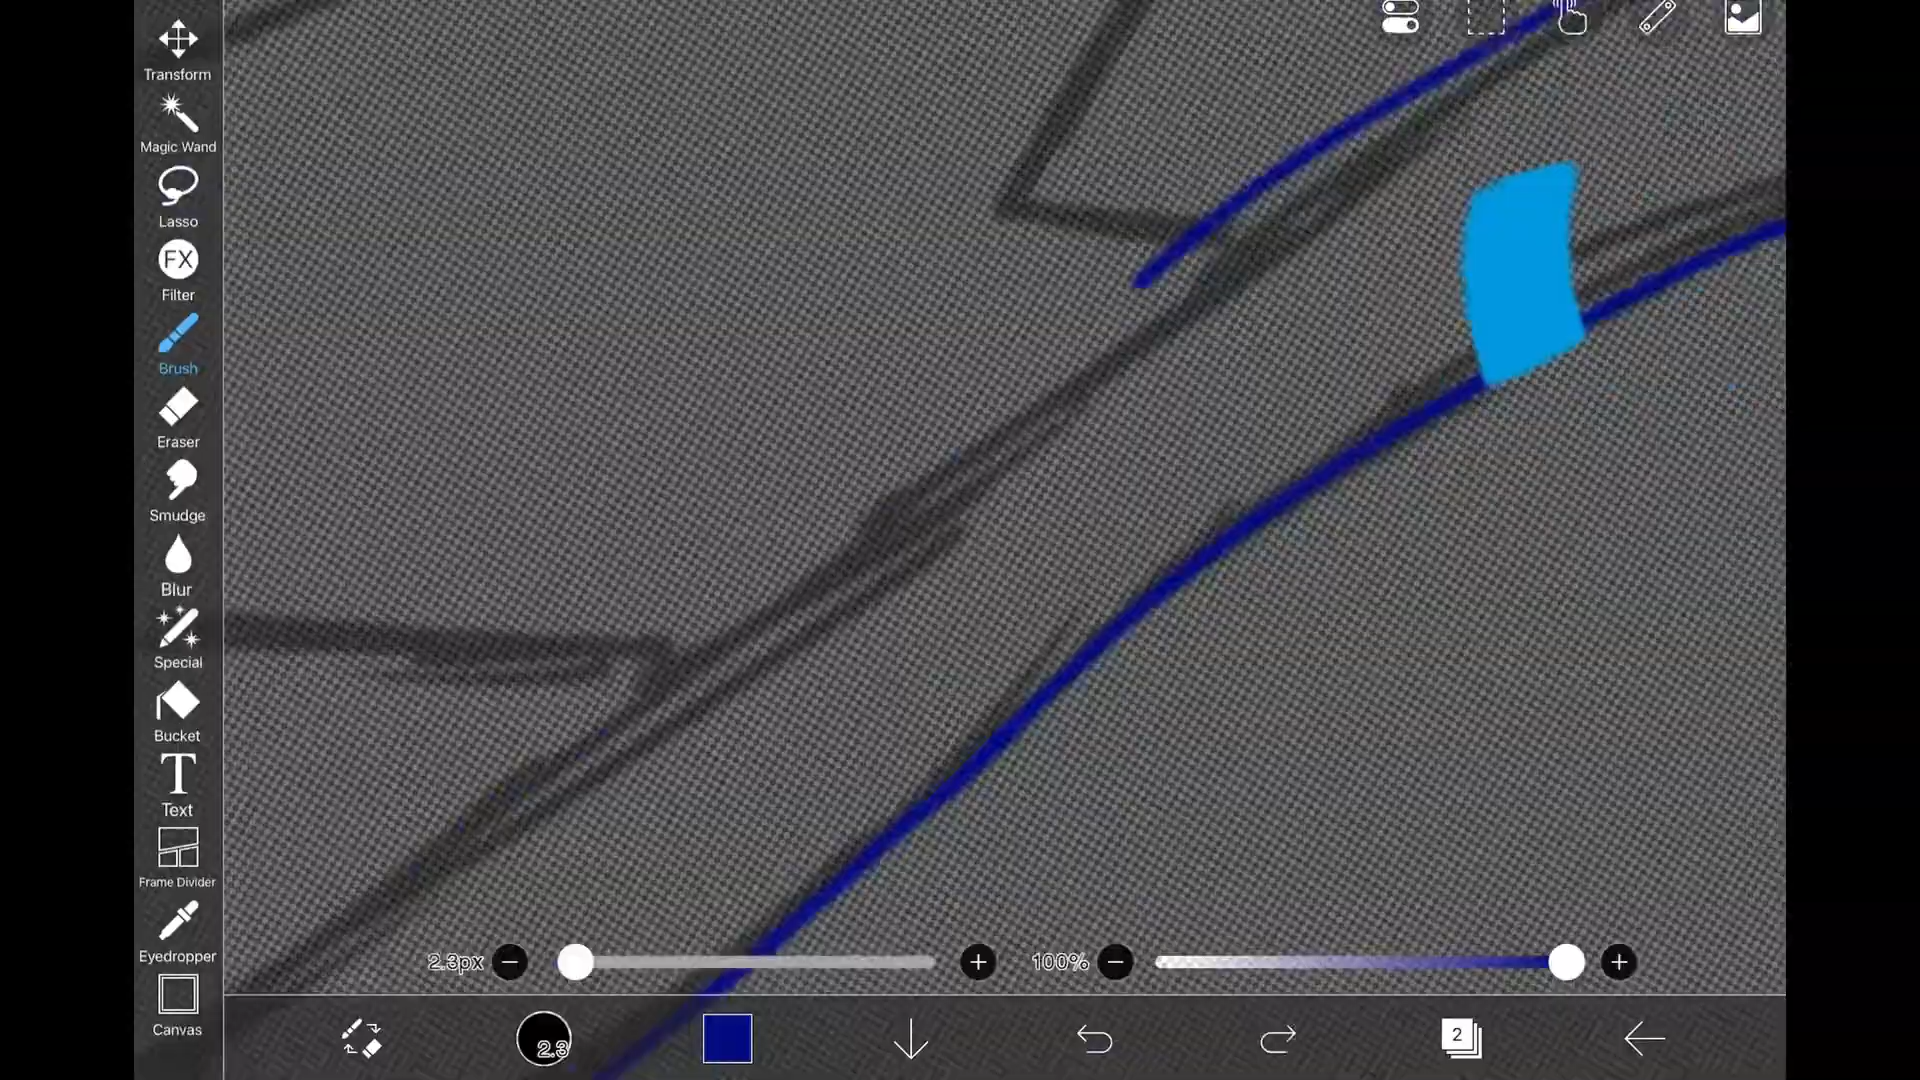 Transform
Magic Wand
Lasso
FX
Filter
Brush
Eraser
Smudge
Blur
Special
Bucket
T
Text
Frame Divider
Eyedropper
Canvas
2.3px
100%
2.3
2